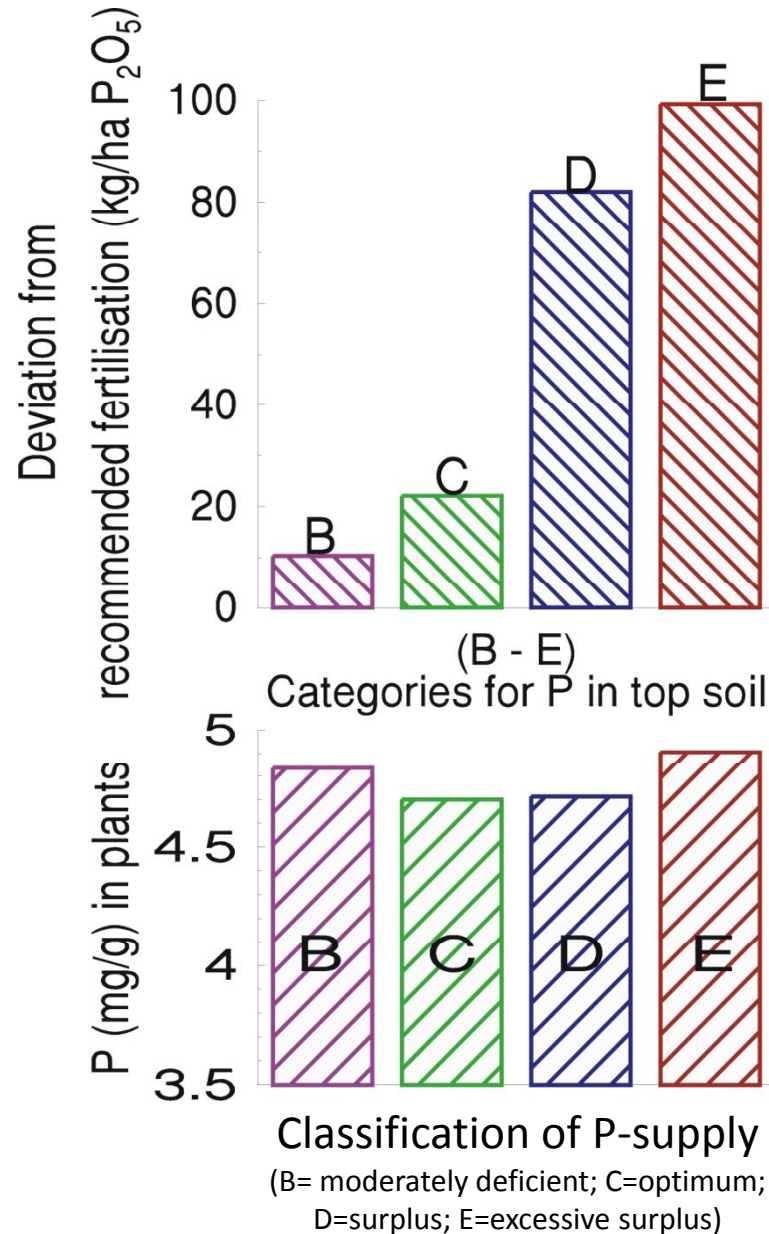 Deviation from
recommended fertilisation (kg/ha P₂O₅)
100
80
60
40
20
0
B
C
D
E
(B - E)
Categories for P in top soil
P (mg/g) in plants
5
4.5
4
3.5
B
C
D
E
Classification of P-supply
(B= moderately deficient; C=optimum;
D=surplus; E=excessive surplus)